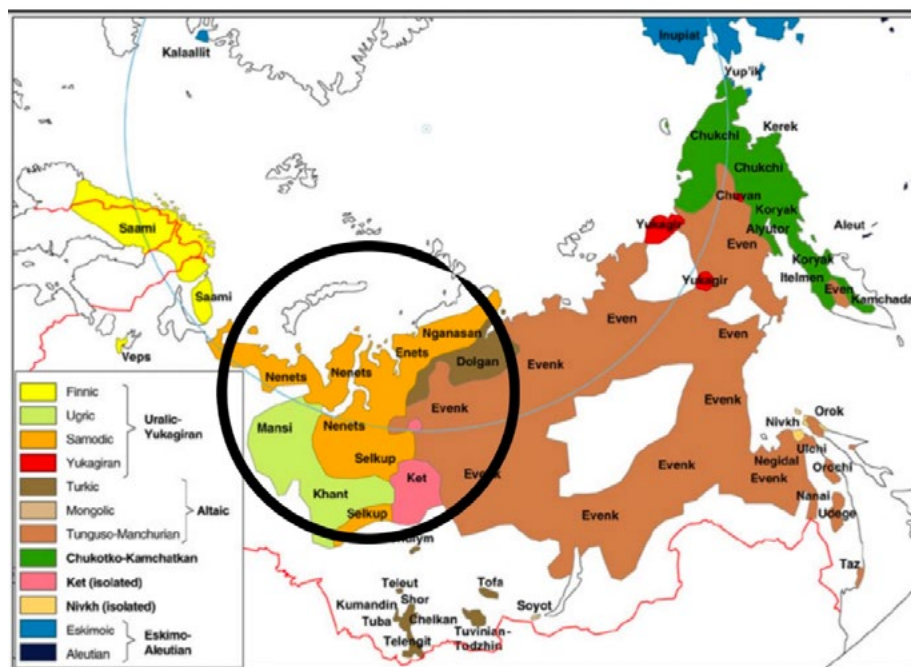 Kalaallit
Inupiat
Yup'ik
Chukchi
Kerek
Chukchi
Chuvan
Saami
Yukagir
Koryak
Alyutor
Aleut
Even
Koryak
Itelmen
Yukagir
Even
Kamchada
Saami
Nganasan
Even
Even
Veps
Enets
Dolgan
Evenk
Nenets
Nenets
Evenk
Evenk
Mansi
Nenets
Nivkh
Orok
Selkup
Ulchi
Ket
Evenk
Evenk
Negidal
Orochi
Khant
Evenk
Nanai
Selkup
Evenk
Udege
Taz
Teleut
Tofa
Kumandin
Shor
Soyot
Tuba
Chelkan
Tuvinian-
Todzhin
Telengit
Finnic
Ugric
Samodic
Yukagiran
Uralic-
Yukagiran
Turkic
Mongolic
Tunguso-Manchurian
Altaic
Chukotko-Kamchatkan
Ket (isolated)
Nivkh (isolated)
Eskimoic
Aleutian
Eskimo-
Aleutian